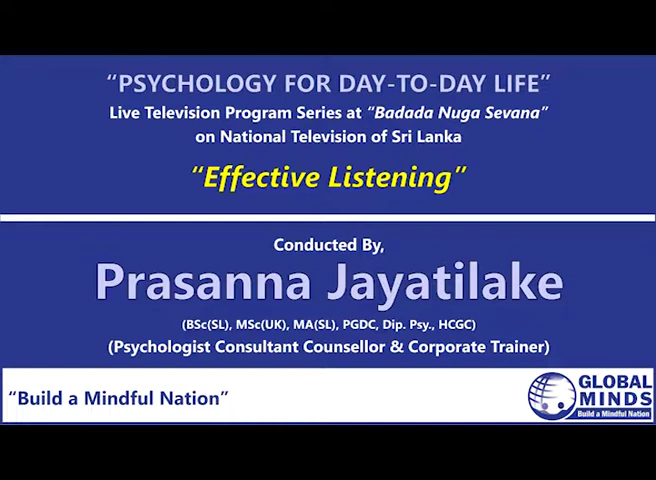 “PSYCHOLOGY FOR DAY-TO-DAY LIFE”
Live Television Program Series at “Badada Nuga Sevana”
on National Television of Sri Lanka
“Effective Listening”
Conducted By,
Prasanna Jayatilake
(BSc(SL), MSc(UK), MA(SL), PGDC, Dip. Psy., HCGC)
(Psychologist Consultant Counsellor & Corporate Trainer)
“Build a Mindful Nation”
GLOBAL
MINDS
Build a Mindful Nation